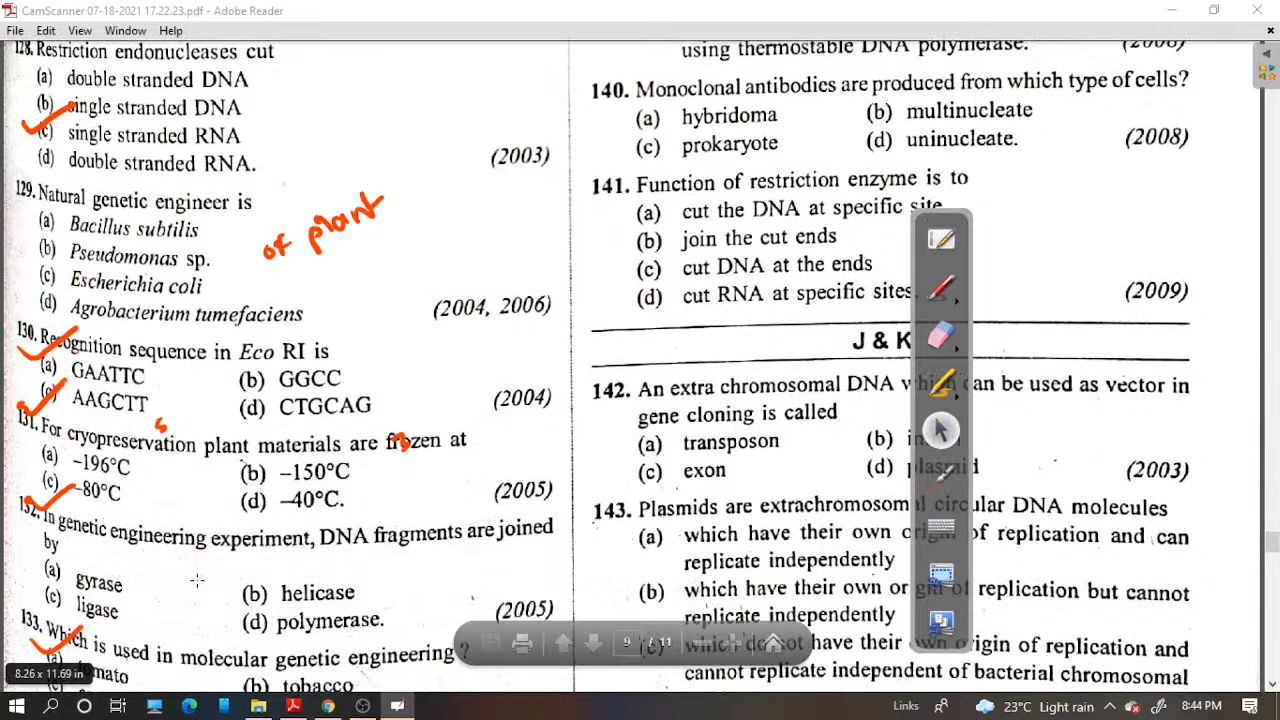 CamScanner 07-18-2021 17.22.23.pdf - Adobe Reader
File Edit View Window Help
128. Restriction endonucleases cut
(a) double stranded DNA
(b) single stranded DNA
(c) single stranded RNA
(d) double stranded RNA. (2003)
129. Natural genetic engineer is
of plant
(a) Bacillus subtilis
(b) Pseudomonas sp.
(c) Escherichia coli
(d) Agrobacterium tumefaciens (2004, 2006)
130. Recognition sequence in Eco RI is
(a) GAATTC (b) GGCC
(c) AAGCTT (d) CTGCAG (2004)
131. For cryopreservation plant materials are frozen at
(a) –196°C (b) –150°C
(c) –80°C (d) –40°C. (2005)
132. In genetic engineering experiment, DNA fragments are joined
by
(a) gyrase (b) helicase
(c) ligase (d) polymerase. (2005)
133. Which is used in molecular genetic engineering ?
(a) tomato (b) tobacco
using thermostable DNA polymerase. (2008)
140. Monoclonal antibodies are produced from which type of cells?
(a) hybridoma (b) multinucleate
(c) prokaryote (d) uninucleate. (2008)
141. Function of restriction enzyme is to
(a) cut the DNA at specific site
(b) join the cut ends
(c) cut DNA at the ends
(d) cut RNA at specific sites. (2009)
J & K
142. An extra chromosomal DNA which can be used as vector in
gene cloning is called
(a) transposon (b)
(c) exon (d) plasmid (2003)
143. Plasmids are extrachromosomal circular DNA molecules
(a) which have their own origin of replication and can
replicate independently
(b) which have their own origin of replication but cannot
replicate independently
(c) which do not have their own origin of replication and
cannot replicate independent of bacterial chromosomal
9 / 11
8.26 x 11.69 in
Links 23°C Light rain 8:44 PM